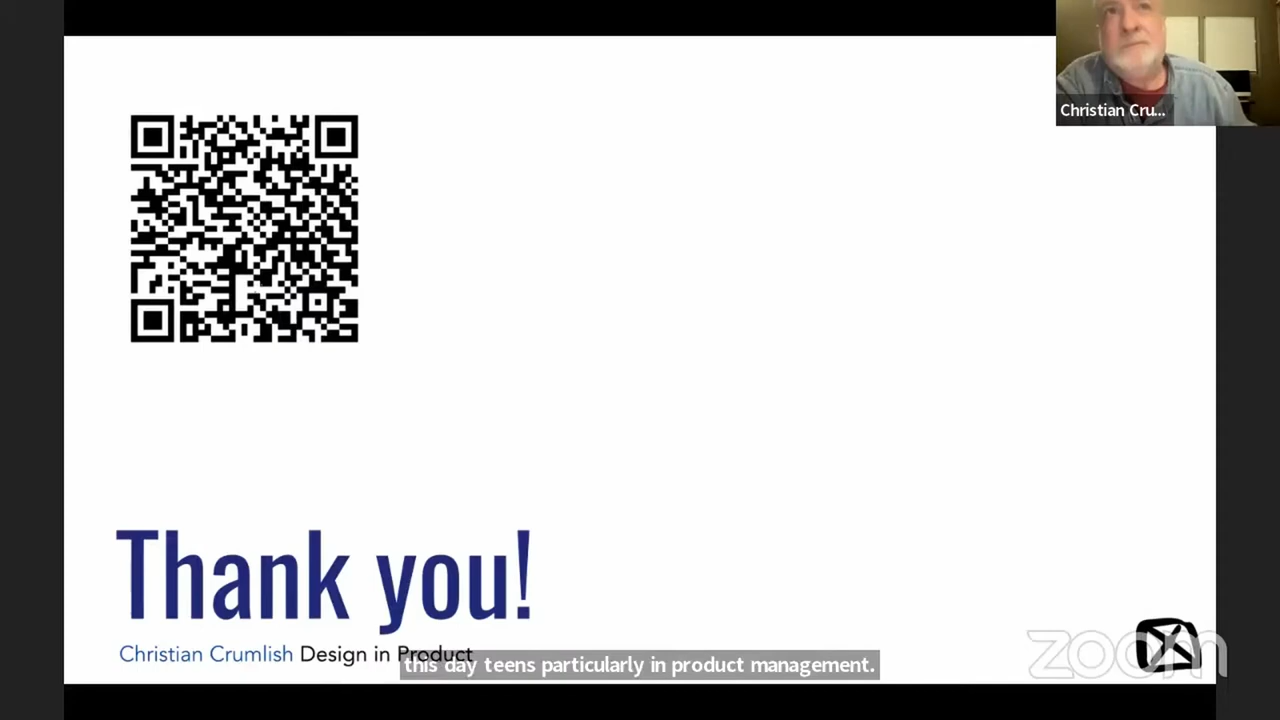 Christian Cru...
Thank you!
Christian Crumlish Design in Product
this day teens particularly in product management.
zoom